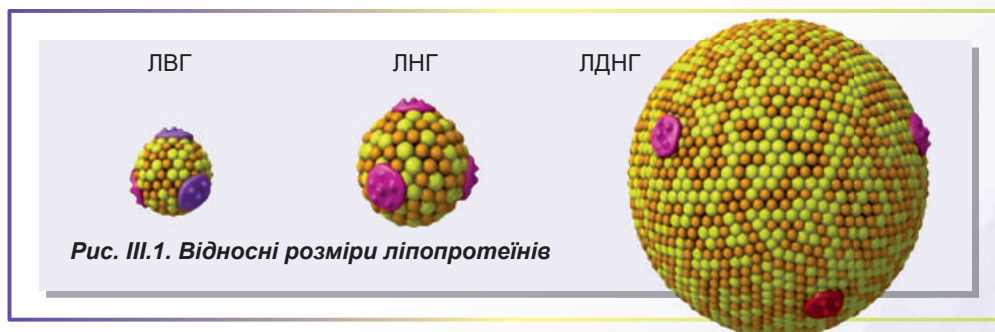 ЛВГ ЛНГ ЛДНГ
Рис. III.1. Відносні розміри ліпопротеїнів